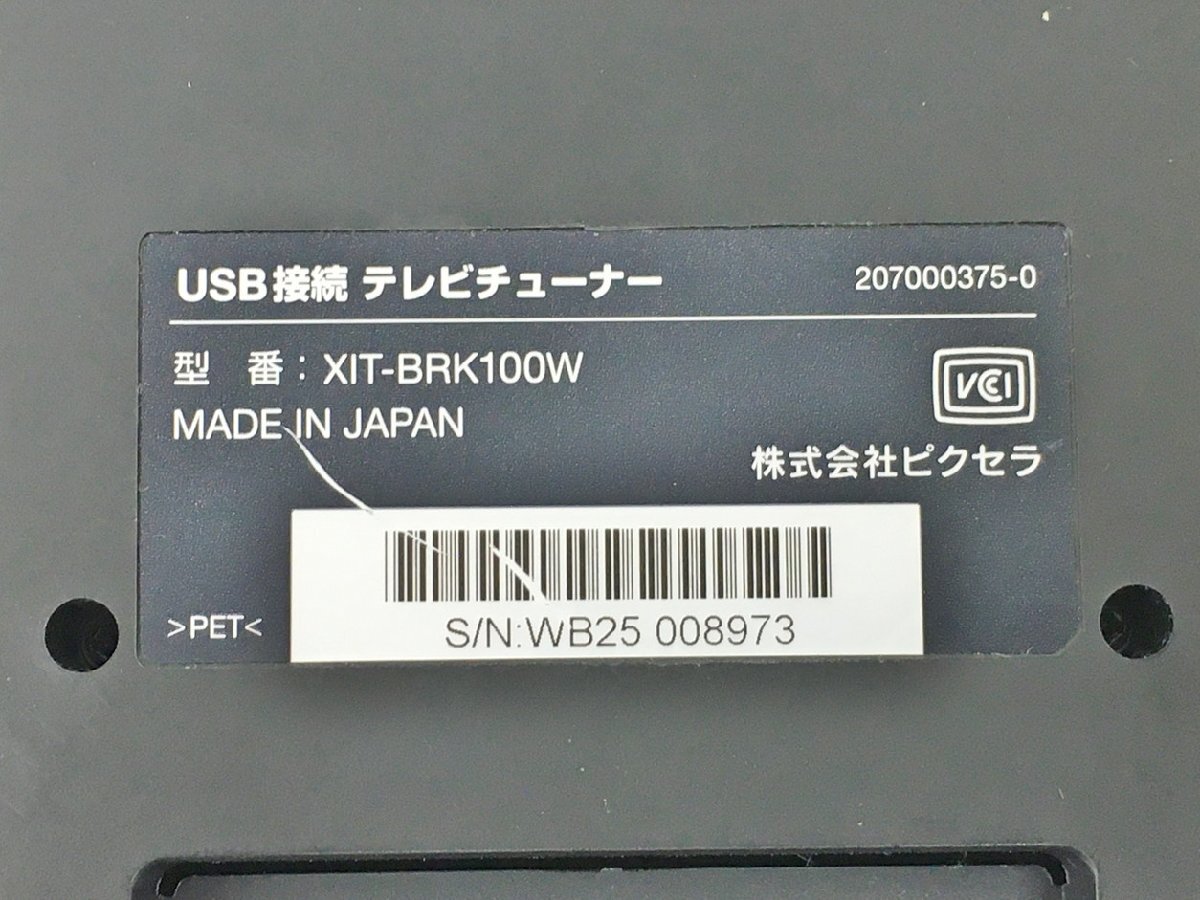 USB接続 テレビチューナー 207000375-0
型 番：XIT-BRK100W
MADE IN JAPAN
VCCI
株式会社ピクセラ
>PET<
S/N:WB25 008973